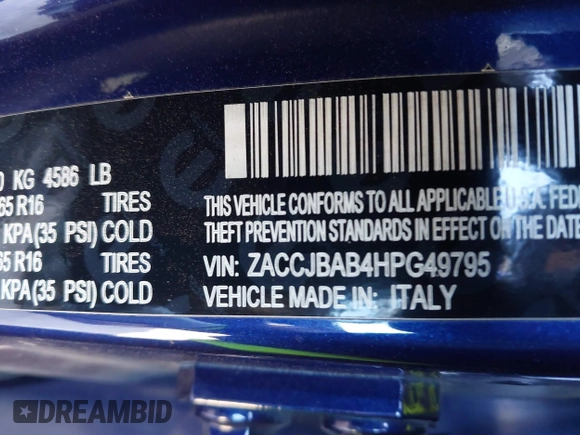 KG 4586 LB
65 R16 TIRES
KPA(35 PSI) COLD
65 R16 TIRES
KPA(35 PSI) COLD
THIS VEHICLE CONFORMS TO ALL APPLICABLE U.S.A. FED
THEFT PREVENTION STANDARDS IN EFFECT ON THE DATE
VIN: ZACCJBAB4HPG49795
VEHICLE MADE IN: ITALY
DREAMBID